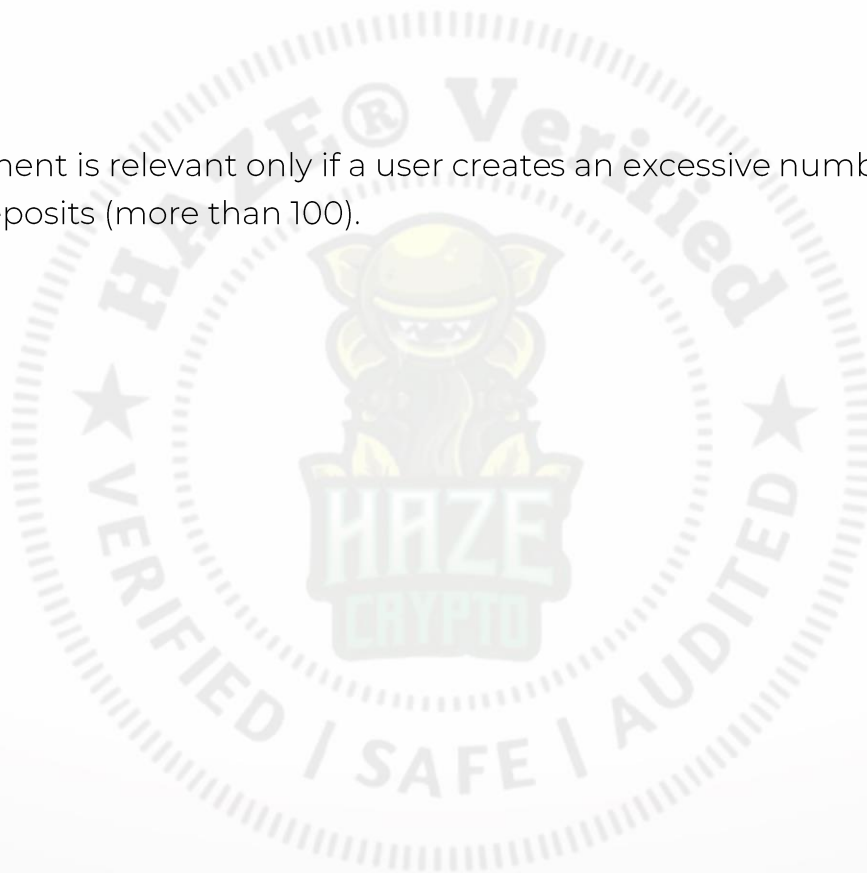 HAZE® Verified
nent is relevant only if a user creates an excessive numb
posits (more than 100).
HAZE
CRYPTO
VERIFIED | SAFE | AUDITED